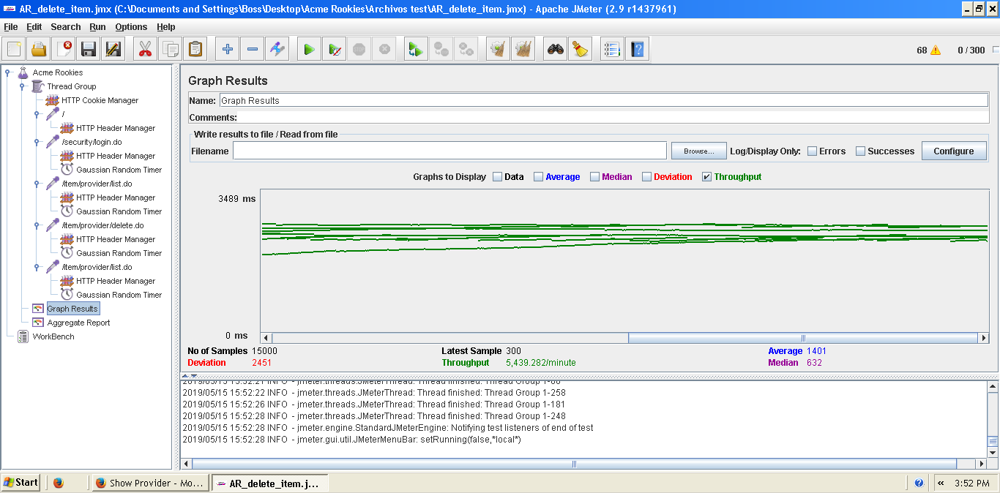 AR_delete_item.jmx (C:\Documents and Settings\Boss\Desktop\Acme Rookies\Archivos test\AR_delete_item.jmx) - Apache JMeter (2.9 r1437961)
File Edit Search Run Options Help
68 0 / 300
Acme Rookies
Thread Group
HTTP Cookie Manager
/
HTTP Header Manager
/security/login.do
HTTP Header Manager
Gaussian Random Timer
/item/provider/list.do
HTTP Header Manager
Gaussian Random Timer
/item/provider/delete.do
HTTP Header Manager
Gaussian Random Timer
/item/provider/list.do
HTTP Header Manager
Gaussian Random Timer
Graph Results
Aggregate Report
WorkBench
Graph Results
Name: Graph Results
Comments:
Write results to file / Read from file
Filename Browse... Log/Display Only: Errors Successes Configure
Graphs to Display Data Average Median Deviation Throughput
3489 ms
0 ms
No of Samples 15000 Latest Sample 300 Average 1401
Deviation 2451 Throughput 5,439.282/minute Median 632
2019/05/15 15:52:21 INFO - jmeter.threads.JMeterThread: Thread finished: Thread Group
2019/05/15 15:52:22 INFO - jmeter.threads.JMeterThread: Thread finished: Thread Group 1-258
2019/05/15 15:52:26 INFO - jmeter.threads.JMeterThread: Thread finished: Thread Group 1-181
2019/05/15 15:52:28 INFO - jmeter.threads.JMeterThread: Thread finished: Thread Group 1-248
2019/05/15 15:52:28 INFO - jmeter.engine.StandardJMeterEngine: Notifying test listeners of end of test
2019/05/15 15:52:28 INFO - jmeter.gui.util.JMeterMenuBar: setRunning(false,*local*)
Start Show Provider - Mo... AR_delete_item.j... ? « 3:52 PM